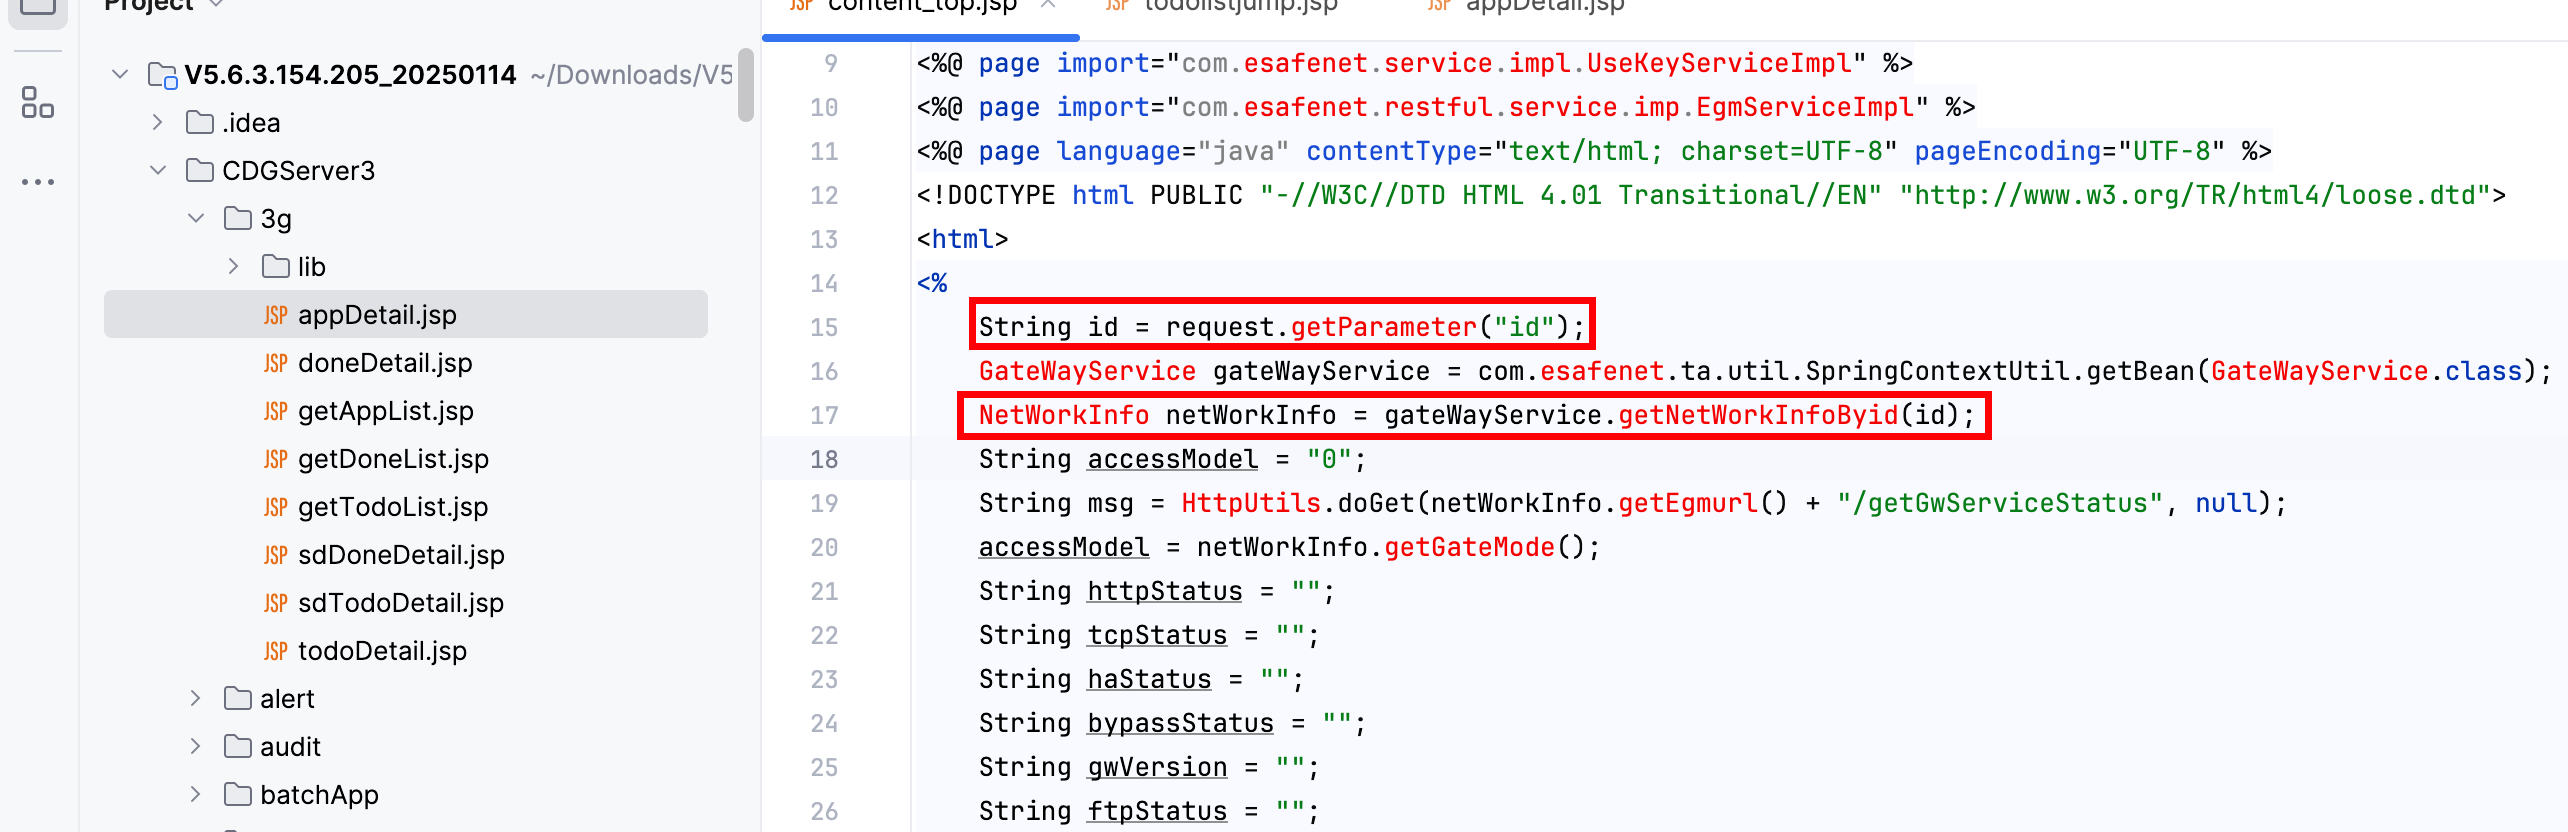 Project
V5.6.3.154.205_20250114 ~/Downloads/V5
.idea
CDGServer3
3g
lib
appDetail.jsp
doneDetail.jsp
getAppList.jsp
getDoneList.jsp
getTodoList.jsp
sdDoneDetail.jsp
sdTodoDetail.jsp
todoDetail.jsp
alert
audit
batchApp
content_top.jsp
todolistjump.jsp
appDetail.jsp
9 <%@ page import="com.esafenet.service.impl.UseKeyServiceImpl" %>
10 <%@ page import="com.esafenet.restful.service.imp.EgmServiceImpl" %>
11 <%@ page language="java" contentType="text/html; charset=UTF-8" pageEncoding="UTF-8" %>
12 <!DOCTYPE html PUBLIC "-//W3C//DTD HTML 4.01 Transitional//EN" "http://www.w3.org/TR/html4/loose.dtd">
13 <html>
14 <%
15 String id = request.getParameter("id");
16 GateWayService gateWayService = com.esafenet.ta.util.SpringContextUtil.getBean(GateWayService.class);
17 NetWorkInfo netWorkInfo = gateWayService.getNetWorkInfoByid(id);
18 String accessModel = "0";
19 String msg = HttpUtils.doGet(netWorkInfo.getEgmurl() + "/getGwServiceStatus", null);
20 accessModel = netWorkInfo.getGateMode();
21 String httpStatus = "";
22 String tcpStatus = "";
23 String haStatus = "";
24 String bypassStatus = "";
25 String gwVersion = "";
26 String ftpStatus = "";
JSP
JSP
JSP
JSP
JSP
JSP
JSP
JSP
JSP
JSP
JSP